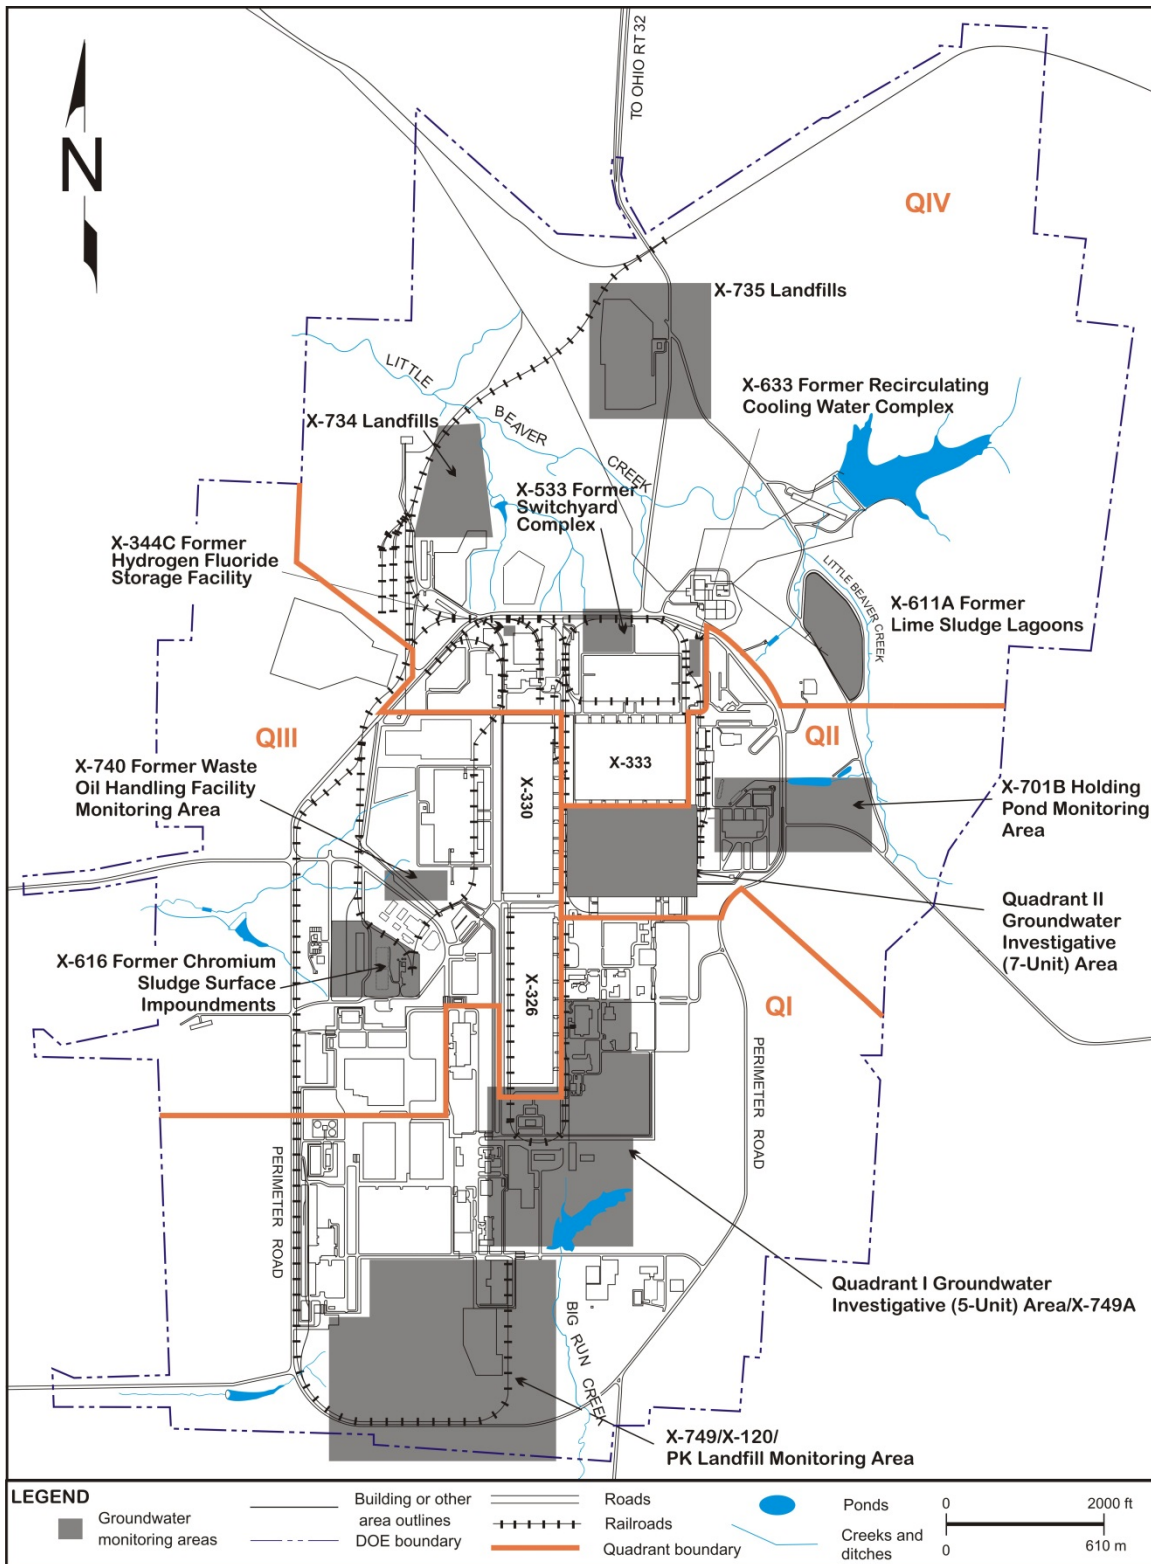 TO OHIO RT 32
N
QIV
X-735 Landfills
LITTLE
BEAVER
CREEK
X-633 Former Recirculating
Cooling Water Complex
X-734 Landfills
X-533 Former
Switchyard
Complex
X-344C Former
Hydrogen Fluoride
Storage Facility
LITTLE BEAVER CREEK
X-611A Former
Lime Sludge Lagoons
QIII
QII
X-740 Former Waste
Oil Handling Facility
Monitoring Area
X-330
X-333
X-701B Holding
Pond Monitoring
Area
Quadrant II
Groundwater
Investigative
(7-Unit) Area
X-616 Former Chromium
Sludge Surface
Impoundments
X-326
QI
PERIMETER ROAD
PERIMETER ROAD
Quadrant I Groundwater
Investigative (5-Unit) Area/X-749A
BIG RUN CREEK
X-749/X-120/
PK Landfill Monitoring Area
LEGEND
Groundwater
monitoring areas
Building or other
area outlines
DOE boundary
Roads
Railroads
Quadrant boundary
Ponds
Creeks and
ditches
0 2000 ft
0 610 m